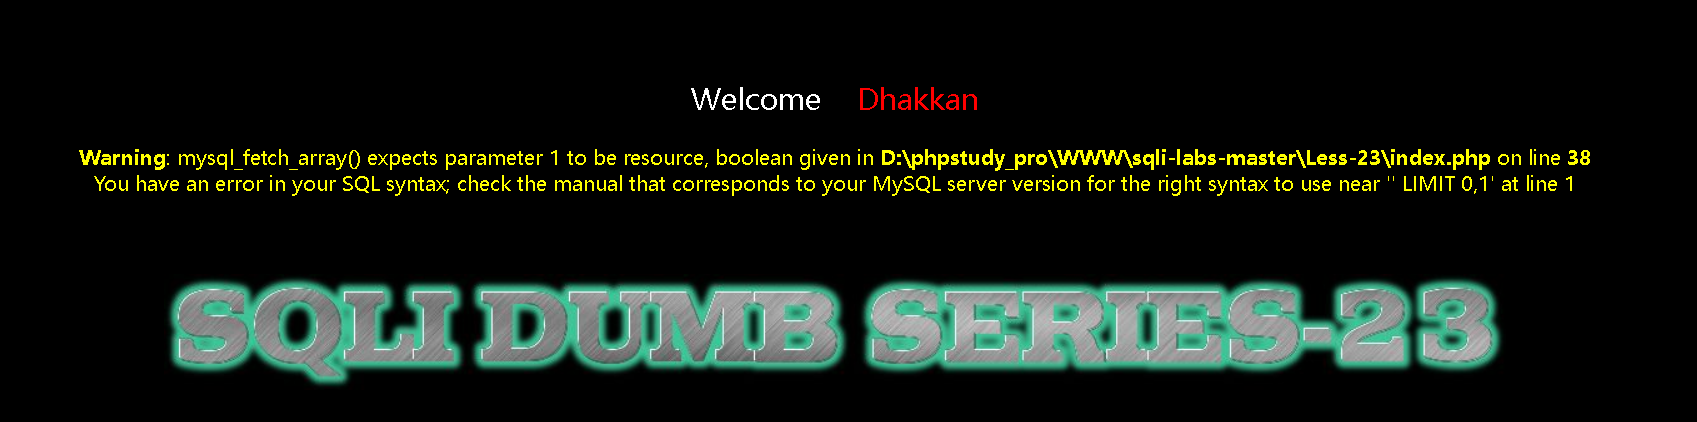 Welcome Dhakkan
Warning: mysql_fetch_array() expects parameter 1 to be resource, boolean given in D:\phpstudy_pro\WWW\sqli-labs-master\Less-23\index.php on line 38
You have an error in your SQL syntax; check the manual that corresponds to your MySQL server version for the right syntax to use near '' LIMIT 0,1' at line 1
SQLI DUMB SERIES-23